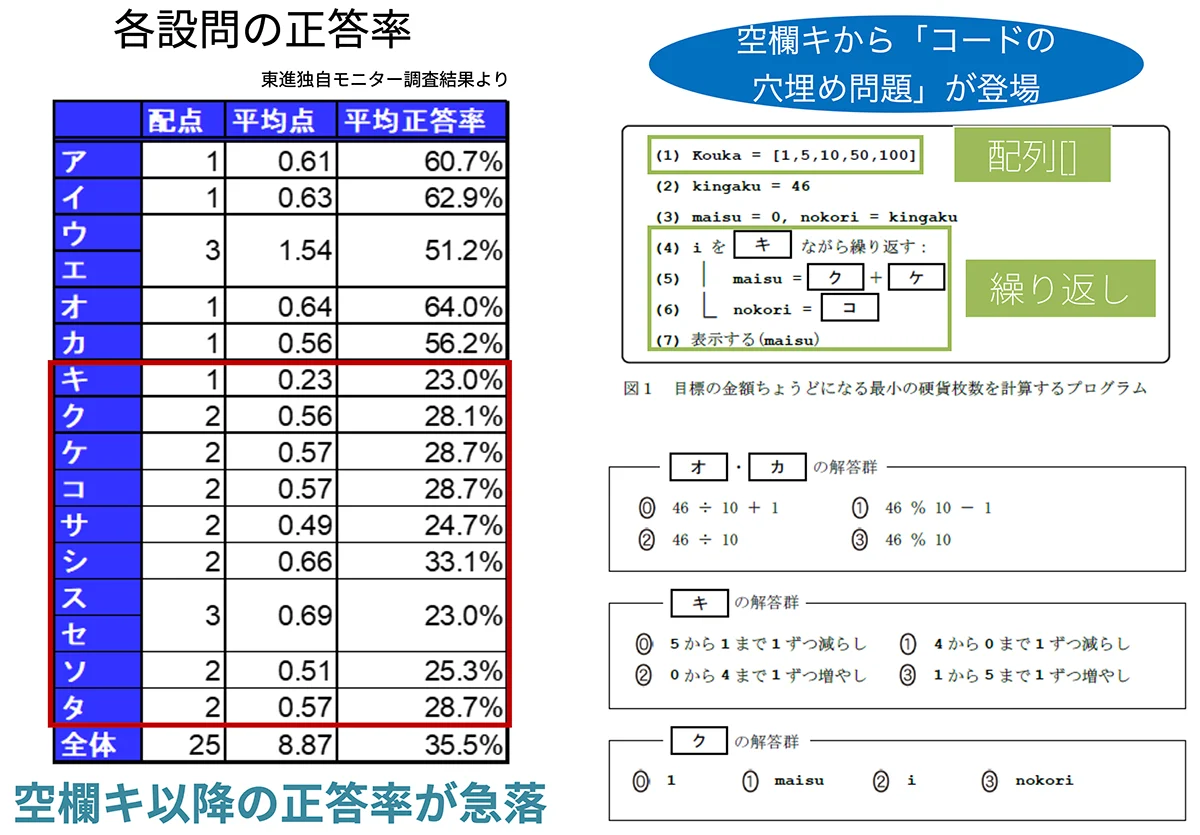 各設問の正答率
東進独自モニター調査結果より
配点 平均点 平均正答率
ア 1 0.61 60.7%
イ 1 0.63 62.9%
ウ
3 1.54 51.2%
エ
オ 1 0.64 64.0%
カ 1 0.56 56.2%
キ 1 0.23 23.0%
ク 2 0.56 28.1%
ケ 2 0.57 28.7%
コ 2 0.57 28.7%
サ 2 0.49 24.7%
シ 2 0.66 33.1%
ス
3 0.69 23.0%
セ
ソ 2 0.51 25.3%
タ 2 0.57 28.7%
全体 25 8.87 35.5%
空欄キ以降の正答率が急落
空欄キから「コードの
穴埋め問題」が登場
(1) Kouka = [1,5,10,50,100]
配列[]
(2) kingaku = 46
(3) maisu = 0, nokori = kingaku
(4) i を キ ながら繰り返す：
(5) maisu = ク + ケ
繰り返し
(6) nokori = コ
(7) 表示する(maisu)
図1 目標の金額ちょうどになる最小の硬貨枚数を計算するプログラム
オ・カ の解答群
⓪ 46 ÷ 10 + 1 ① 46 % 10 − 1
② 46 ÷ 10 ③ 46 % 10
キ の解答群
⓪ 5から1まで1ずつ減らし ① 4から0まで1ずつ減らし
② 0から4まで1ずつ増やし ③ 1から5まで1ずつ増やし
ク の解答群
⓪ 1 ① maisu ② i ③ nokori